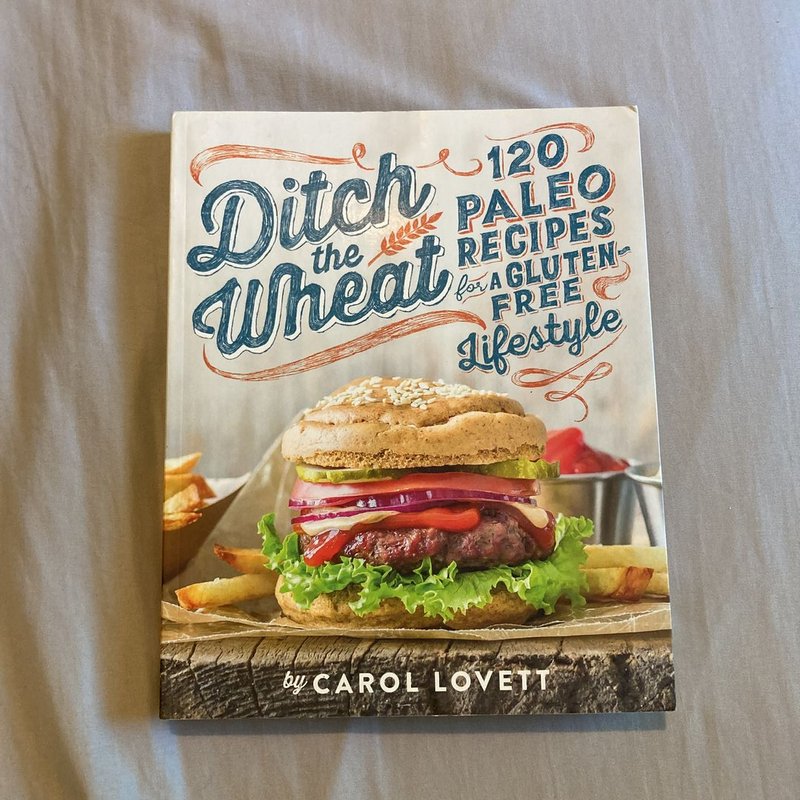 Ditch
the
Wheat
120
PALEO
RECIPES
for A GLUTEN-
FREE
Lifestyle
by CAROL LOVETT